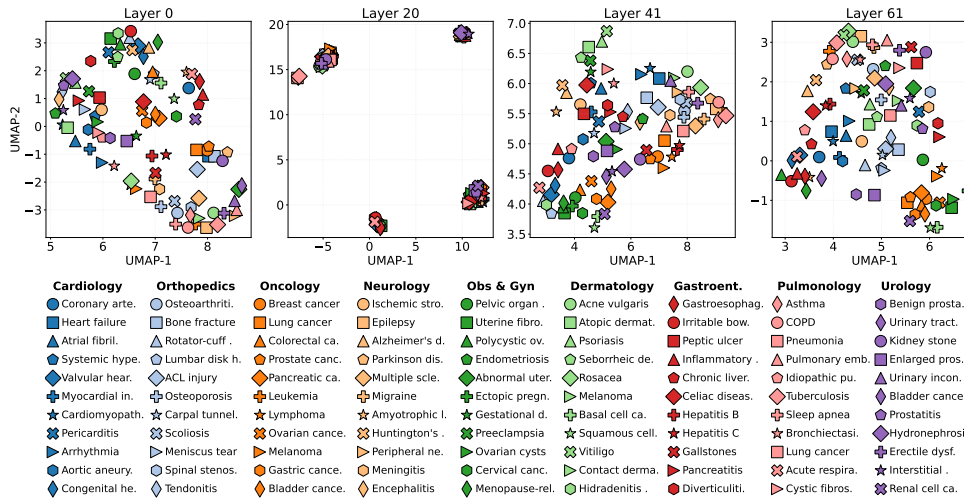 Layer 0
Layer 20
Layer 41
Layer 61
UMAP-2
3
2
1
0
−1
−2
−3
5
6
7
8
UMAP-1
20
15
10
5
0
−5
0
5
10
UMAP-1
7.0
6.5
6.0
5.5
5.0
4.5
4.0
3.5
4
6
8
UMAP-1
3
2
1
0
−1
3
4
5
6
UMAP-1
Cardiology
Coronary arte.
Heart failure
Atrial fibril.
Systemic hype.
Valvular hear.
Myocardial in.
Cardiomyopath.
Pericarditis
Arrhythmia
Aortic aneury.
Congenital he.
Orthopedics
Osteoarthriti.
Bone fracture
Rotator-cuff .
Lumbar disk h.
ACL injury
Osteoporosis
Carpal tunnel.
Scoliosis
Meniscus tear
Spinal stenos.
Tendonitis
Oncology
Breast cancer
Lung cancer
Colorectal ca.
Prostate canc.
Pancreatic ca.
Leukemia
Lymphoma
Ovarian cance.
Melanoma
Gastric cance.
Bladder cance.
Neurology
Ischemic stro.
Epilepsy
Alzheimer's d.
Parkinson dis.
Multiple scle.
Migraine
Amyotrophic l.
Huntington's .
Peripheral ne.
Meningitis
Encephalitis
Obs & Gyn
Pelvic organ .
Uterine fibro.
Polycystic ov.
Endometriosis
Abnormal uter.
Ectopic pregn.
Gestational d.
Preeclampsia
Ovarian cysts
Cervical canc.
Menopause-rel.
Dermatology
Acne vulgaris
Atopic dermat.
Psoriasis
Seborrheic de.
Rosacea
Melanoma
Basal cell ca.
Squamous cell.
Vitiligo
Contact derma.
Hidradenitis .
Gastroent.
Gastroesophag.
Irritable bow.
Peptic ulcer
Inflammatory .
Chronic liver.
Celiac diseas.
Hepatitis B
Hepatitis C
Gallstones
Pancreatitis
Diverticuliti.
Pulmonology
Asthma
COPD
Pneumonia
Pulmonary emb.
Idiopathic pu.
Tuberculosis
Sleep apnea
Bronchiectasi.
Lung cancer
Acute respira.
Cystic fibros.
Urology
Benign prosta.
Urinary tract.
Kidney stone
Enlarged pros.
Urinary incon.
Bladder cance
Prostatitis
Hydronephrosi
Erectile dysf.
Interstitial .
Renal cell ca.